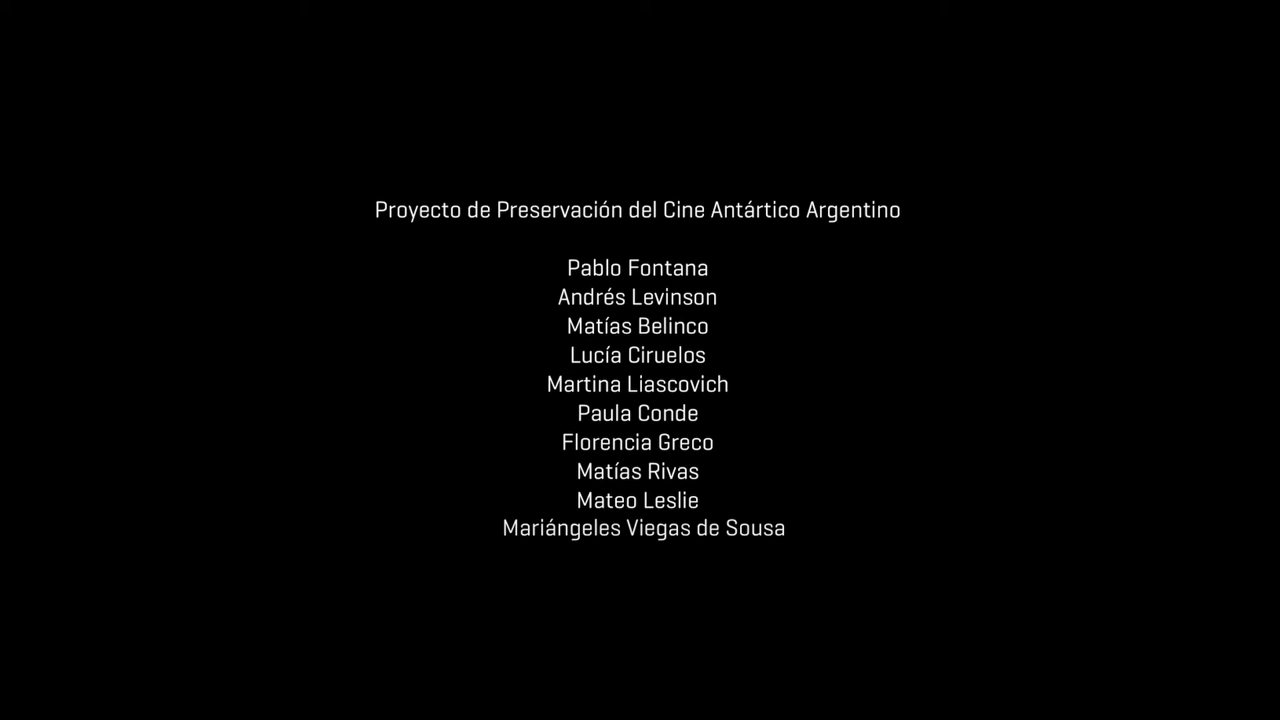 Proyecto de Preservación del Cine Antártico Argentino
Pablo Fontana
Andrés Levinson
Matías Belinco
Lucía Ciruelos
Martina Liascovich
Paula Conde
Florencia Greco
Matías Rivas
Mateo Leslie
Mariángeles Viegas de Sousa